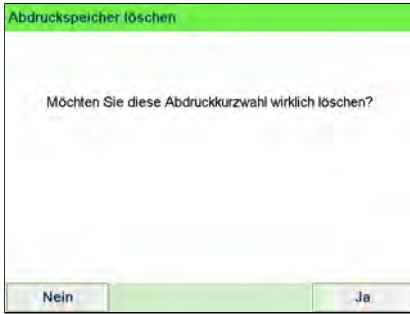 Abdruckspeicher löschen
Möchten Sie diese Abdruckkurzwahl wirklich löschen?
Nein
Ja